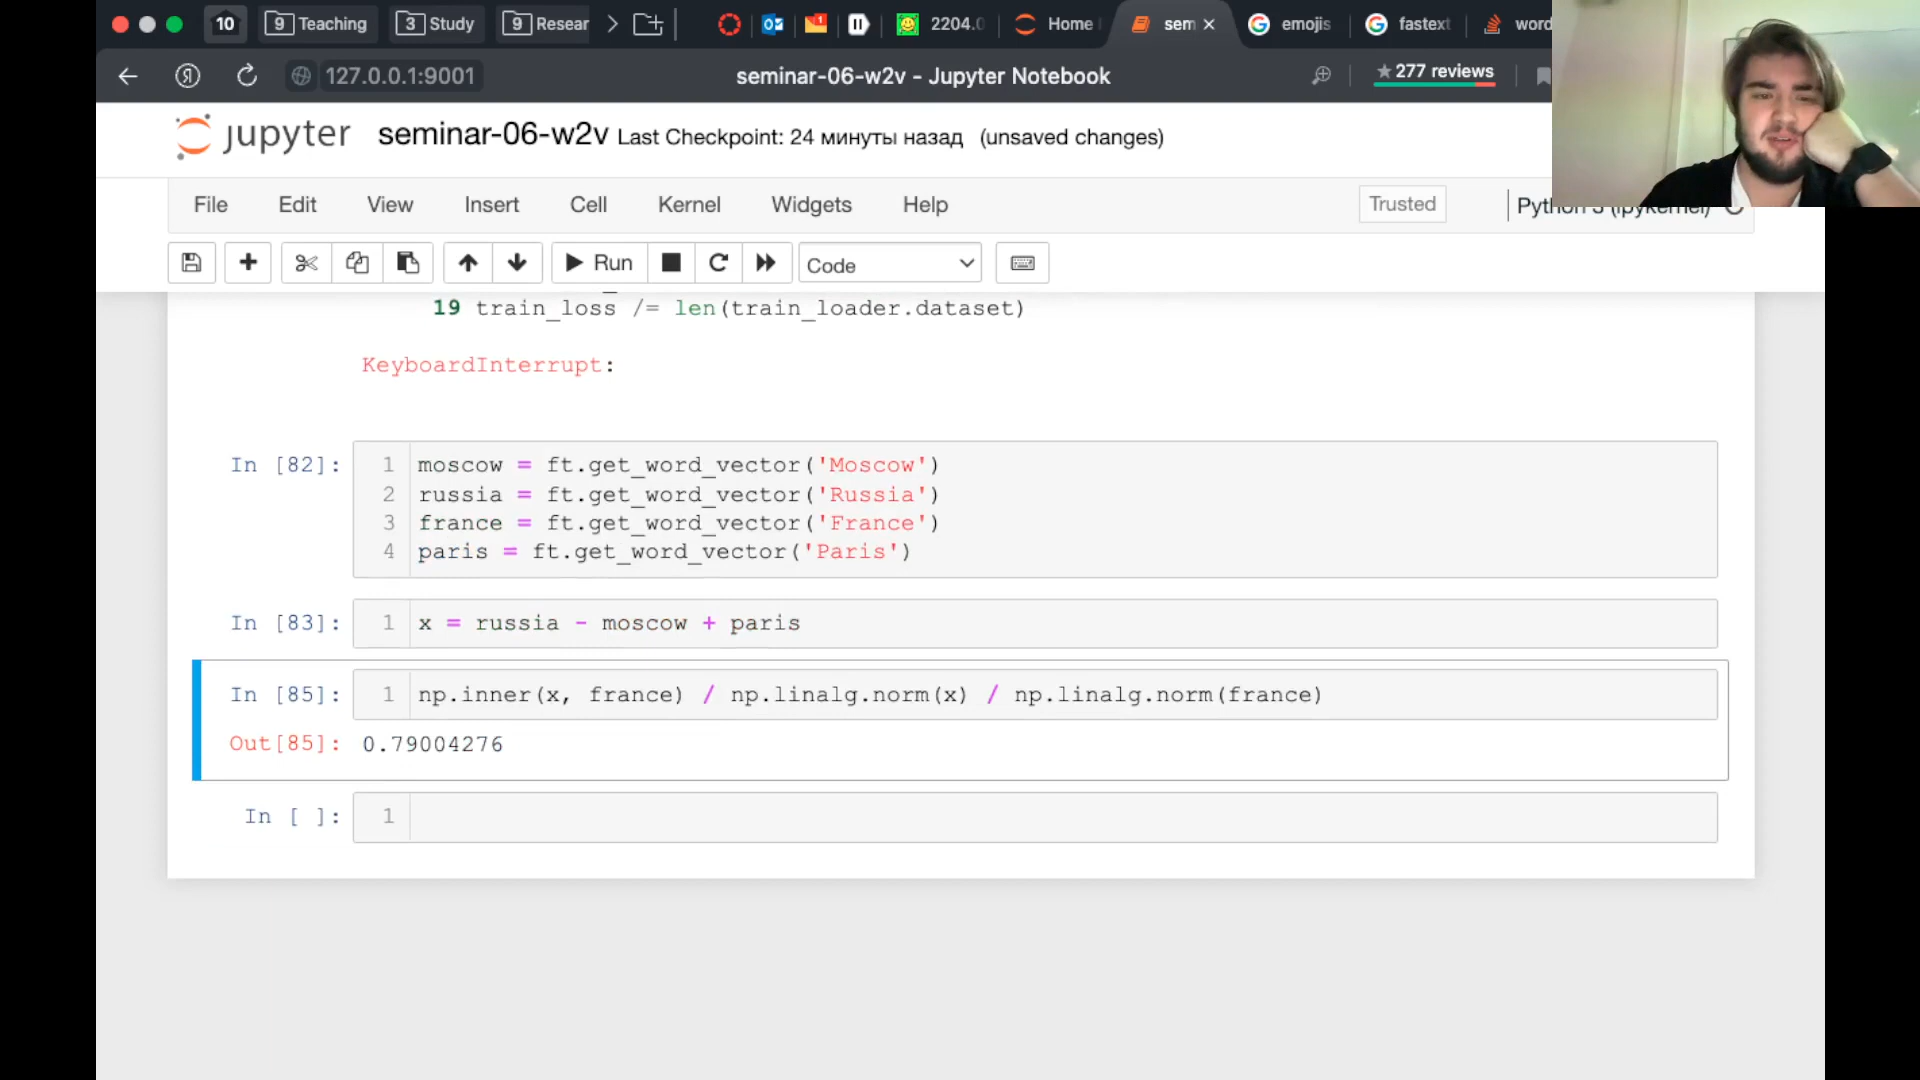 10 9 Teaching 3 Study 9 Resear 2204.0 Home sem emojis fastext word
127.0.0.1:9001 seminar-06-w2v - Jupyter Notebook ★ 277 reviews
jupyter seminar-06-w2v Last Checkpoint: 24 минуты назад (unsaved changes)
File Edit View Insert Cell Kernel Widgets Help Trusted Python 3 (ipykernel)
Run Code
19 train_loss /= len(train_loader.dataset)
KeyboardInterrupt:
In [82]: 1 moscow = ft.get_word_vector('Moscow')
2 russia = ft.get_word_vector('Russia')
3 france = ft.get_word_vector('France')
4 paris = ft.get_word_vector('Paris')
In [83]: 1 x = russia - moscow + paris
In [85]: 1 np.inner(x, france) / np.linalg.norm(x) / np.linalg.norm(france)
Out[85]: 0.79004276
In [ ]: 1